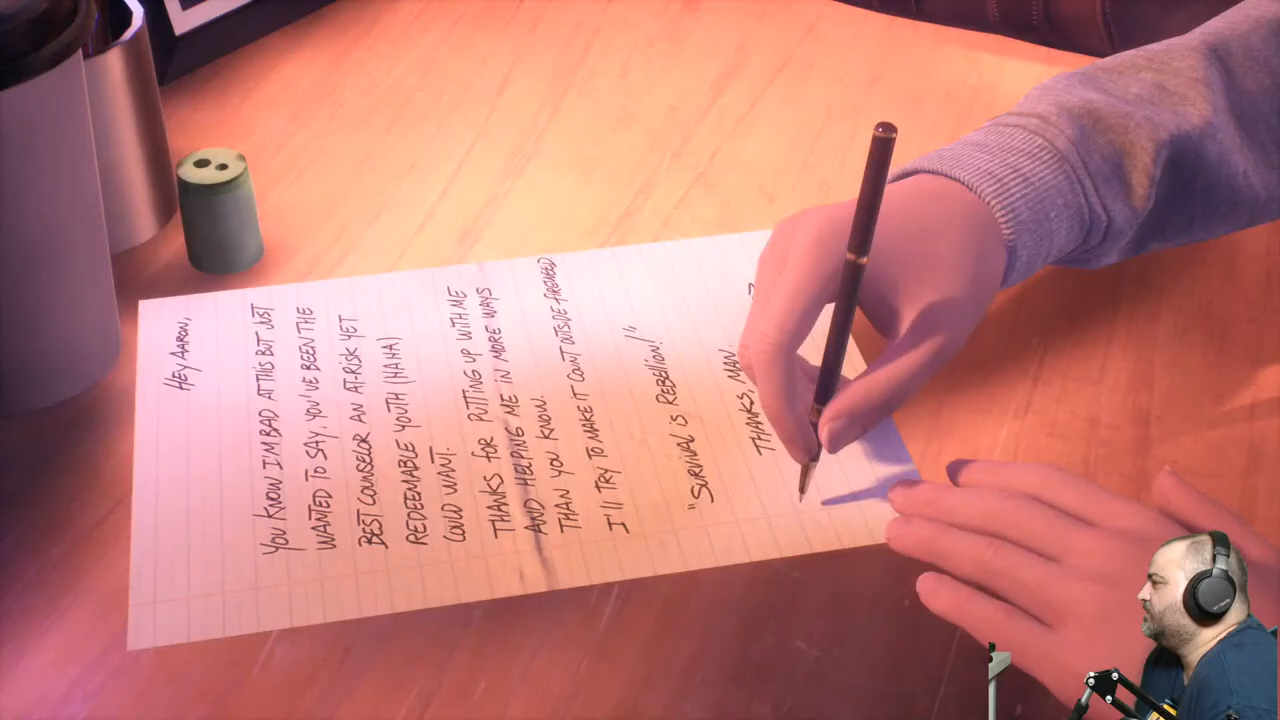 Hey Aaron,
You know I'm bad at this but just
wanted to say, you've been the
best counselor an at-risk yet
redeemable youth (haha)
could want.
Thanks for putting up with me
and helping me in more ways
than you know.
I'll try to make it count outside Fireweed
"Survival is Rebellion!"
Thanks, man.